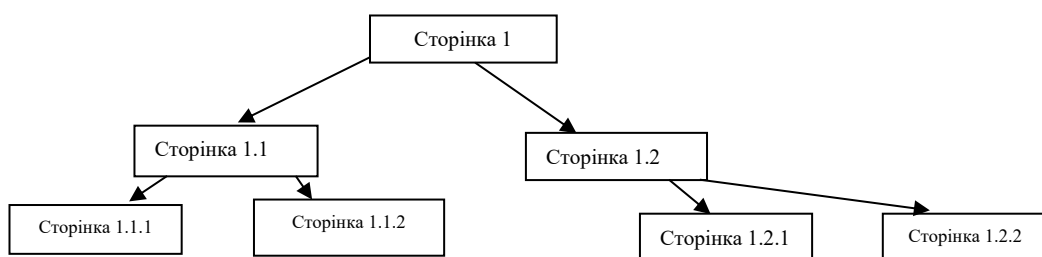 Сторінка 1
Сторінка 1.1
Сторінка 1.2
Сторінка 1.1.1
Сторінка 1.1.2
Сторінка 1.2.1
Сторінка 1.2.2